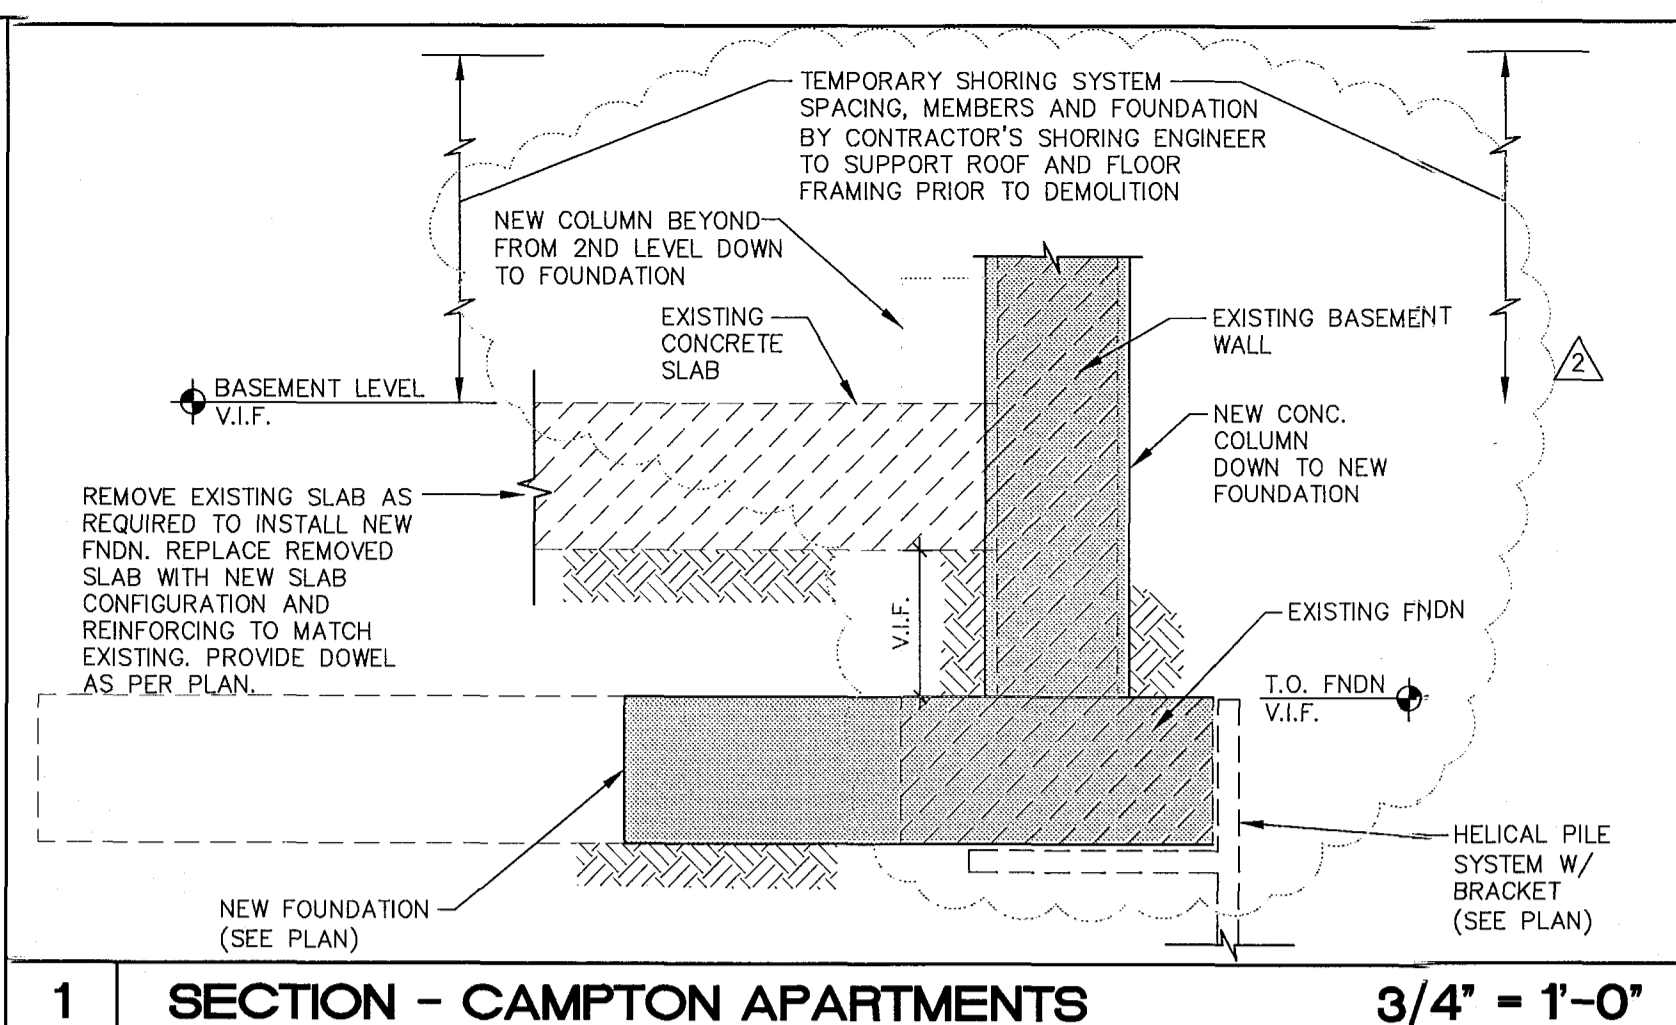 TEMPORARY SHORING SYSTEM
SPACING, MEMBERS AND FOUNDATION
BY CONTRACTOR'S SHORING ENGINEER
TO SUPPORT ROOF AND FLOOR
FRAMING PRIOR TO DEMOLITION
NEW COLUMN BEYOND
FROM 2ND LEVEL DOWN
TO FOUNDATION
EXISTING
CONCRETE
SLAB
EXISTING BASEMENT
WALL
2
BASEMENT LEVEL
V.I.F.
NEW CONC.
COLUMN
DOWN TO NEW
FOUNDATION
REMOVE EXISTING SLAB AS
REQUIRED TO INSTALL NEW
FNDN. REPLACE REMOVED
SLAB WITH NEW SLAB
CONFIGURATION AND
REINFORCING TO MATCH
EXISTING. PROVIDE DOWEL
AS PER PLAN.
V.I.F.
EXISTING FNDN
T.O. FNDN
V.I.F.
HELICAL PILE
SYSTEM W/
BRACKET
(SEE PLAN)
NEW FOUNDATION
(SEE PLAN)
1
SECTION - CAMPTON APARTMENTS
3/4" = 1'-0"